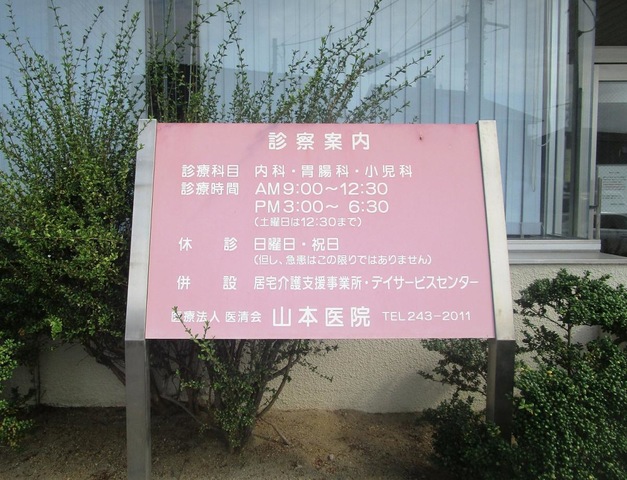 診察案内
診療科目 内科・胃腸科・小児科
診療時間 AM9:00～12:30
PM3:00～ 6:30
(土曜日は12:30まで)
休診 日曜日・祝日
(但し、急患はこの限りではありません)
併設 居宅介護支援事業所・デイサービスセンター
医療法人 医清会 山本医院 TEL243-2011